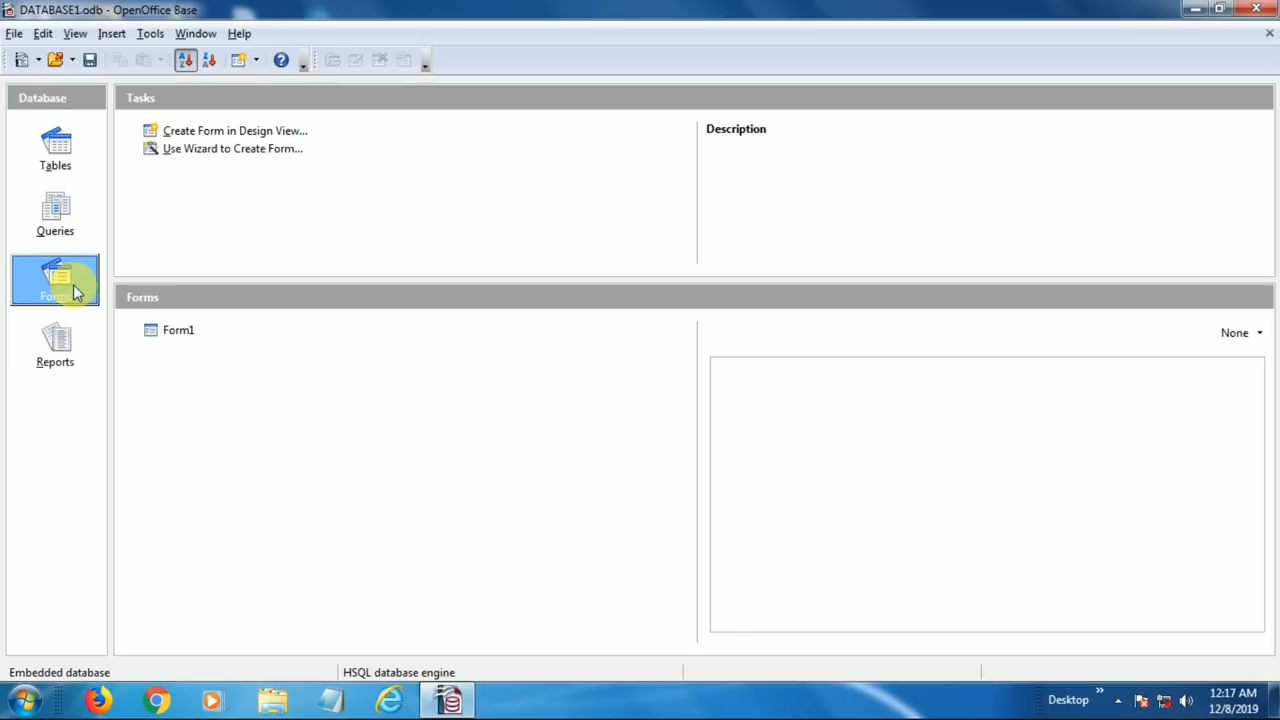 DATABASE1.odb - OpenOffice Base
File Edit View Insert Tools Window Help
Database
Tables
Queries
Reports
Tasks
Create Form in Design View...
Use Wizard to Create Form...
Description
Forms
Form1
None
Embedded database
HSQL database engine
Desktop
12:17 AM
12/8/2019